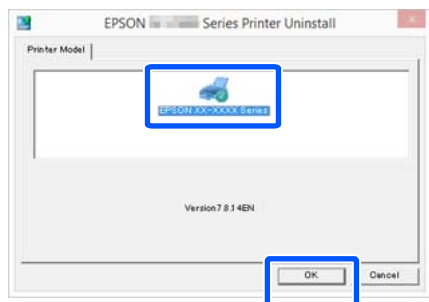 EPSON Series Printer Uninstall
Printer Model
EPSON XX-XXXX Series
Version7.8.14EN
OK
Cancel